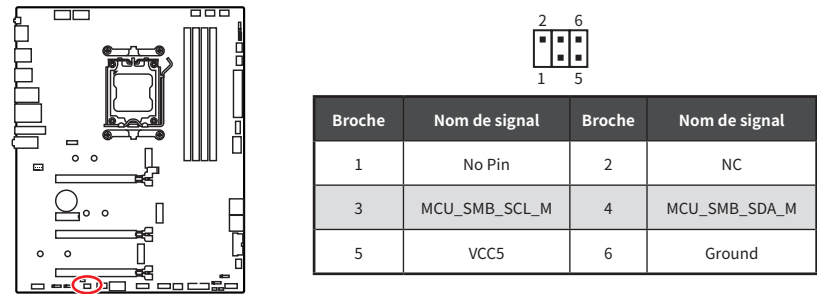 2 6
1 5
Broche Nom de signal Broche Nom de signal
1 No Pin 2 NC
3 MCU_SMB_SCL_M 4 MCU_SMB_SDA_M
5 VCC5 6 Ground